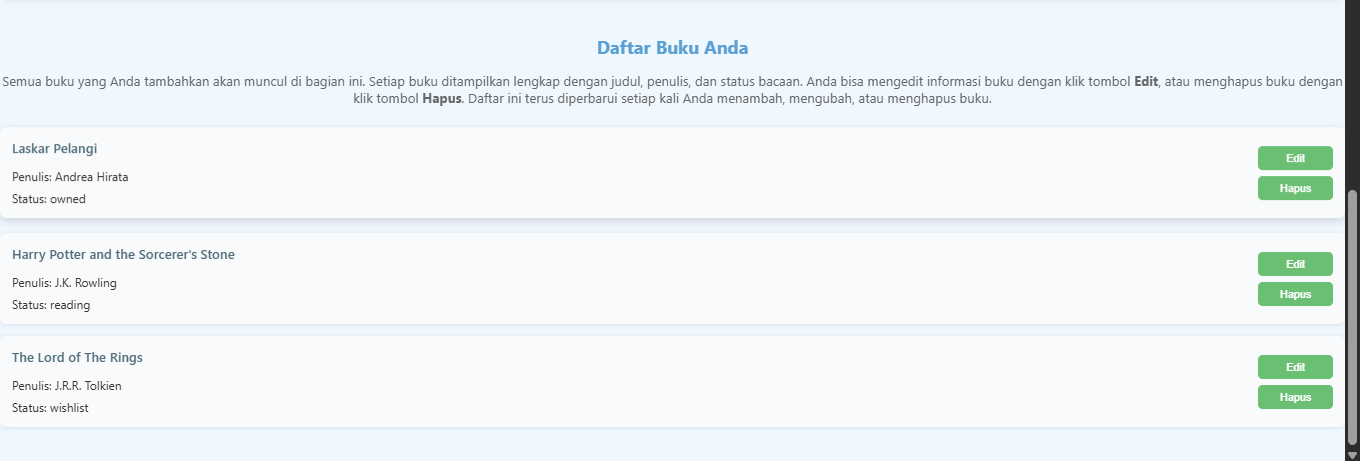 Daftar Buku Anda
Semua buku yang Anda tambahkan akan muncul di bagian ini. Setiap buku ditampilkan lengkap dengan judul, penulis, dan status bacaan. Anda bisa mengedit informasi buku dengan klik tombol Edit, atau menghapus buku dengan
klik tombol Hapus. Daftar ini terus diperbarui setiap kali Anda menambah, mengubah, atau menghapus buku.
Laskar Pelangi
Penulis: Andrea Hirata
Status: owned
Edit
Hapus
Harry Potter and the Sorcerer's Stone
Penulis: J.K. Rowling
Status: reading
Edit
Hapus
The Lord of The Rings
Penulis: J.R.R. Tolkien
Status: wishlist
Edit
Hapus